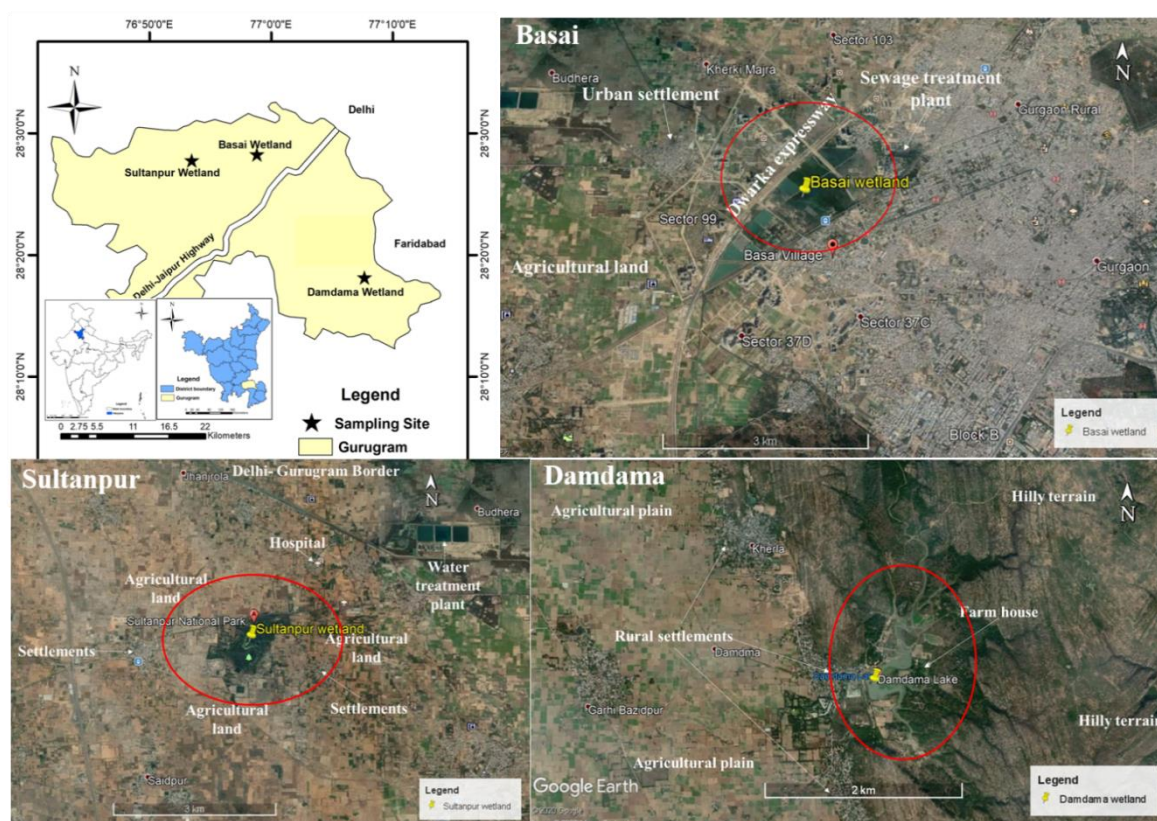 76°50'0"E
77°0'0"E
77°10'0"E
28°30'0"N
28°20'0"N
28°10'0"N
28°30'0"N
28°20'0"N
28°10'0"N
N
Delhi
Basai Wetland
Sultanpur Wetland
Faridabad
Delhi-Jaipur Highway
Damdama Wetland
N
Legend
District boundary
Gurugram
Legend
Sampling Site
Gurugram
0 2.75 5.5 11 16.5 22
Kilometers
Basai
Sector 103
N
Budhera
Kherki Majra
Sewage treatment
plant
Urban settlement
Gurgaon Rural
Dwarka expressway
Basai wetland
Sector 99
Basai Village
Agricultural land
Gurgaon
Sector 37C
Sector 37D
3 km
Block B
Legend
Basai wetland
Sultanpur
Delhi- Gurugram Border
Jhanjrola
N
Budhera
Hospital
Water
treatment
plant
Agricultural
land
Sultanpur National Park
Sultanpur wetland
Agricultural
land
Settlements
Agricultural
land
Settlements
Saidpur
3 km
Legend
Sultanpur wetland
Damdama
Hilly terrain
N
Agricultural plain
Kherla
Farm house
Rural settlements
Damdma
Damdama Lake
Garhi Bazidpur
Hilly terrain
Agricultural plain
Google Earth
2 km
Legend
Damdama wetland